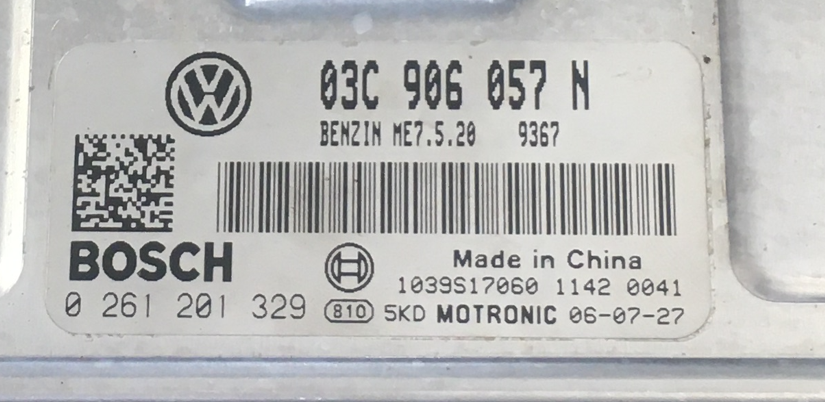 03C 906 057 N
BENZIN ME7.5.20 9367
BOSCH
Made in China
1039S17060 1142 0041
0 261 201 329 810 5KD MOTRONIC 06-07-27